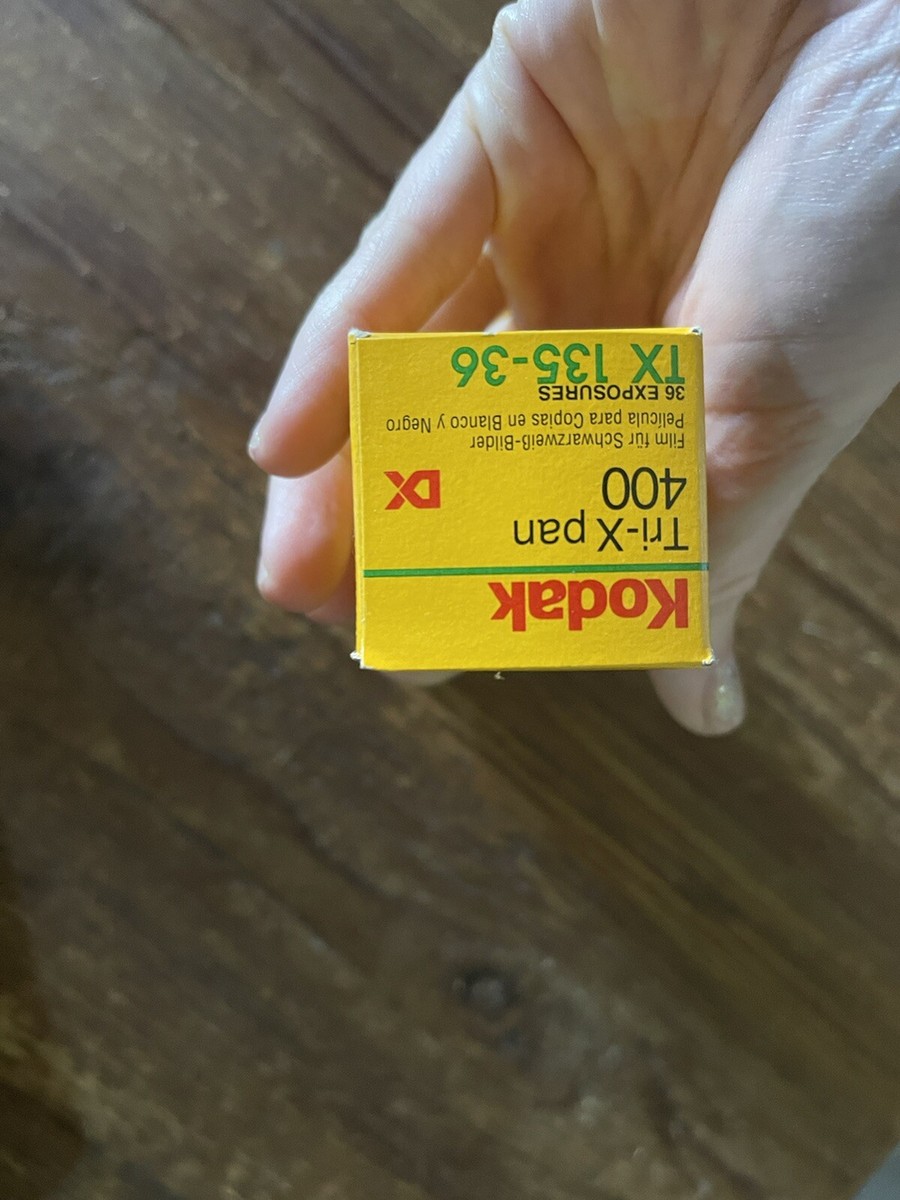 Kodak
Tri-X pan
400
DX
Film für Schwarzweiß-Bilder
Película para Copias en Blanco y Negro
36 EXPOSURES
TX 135-36